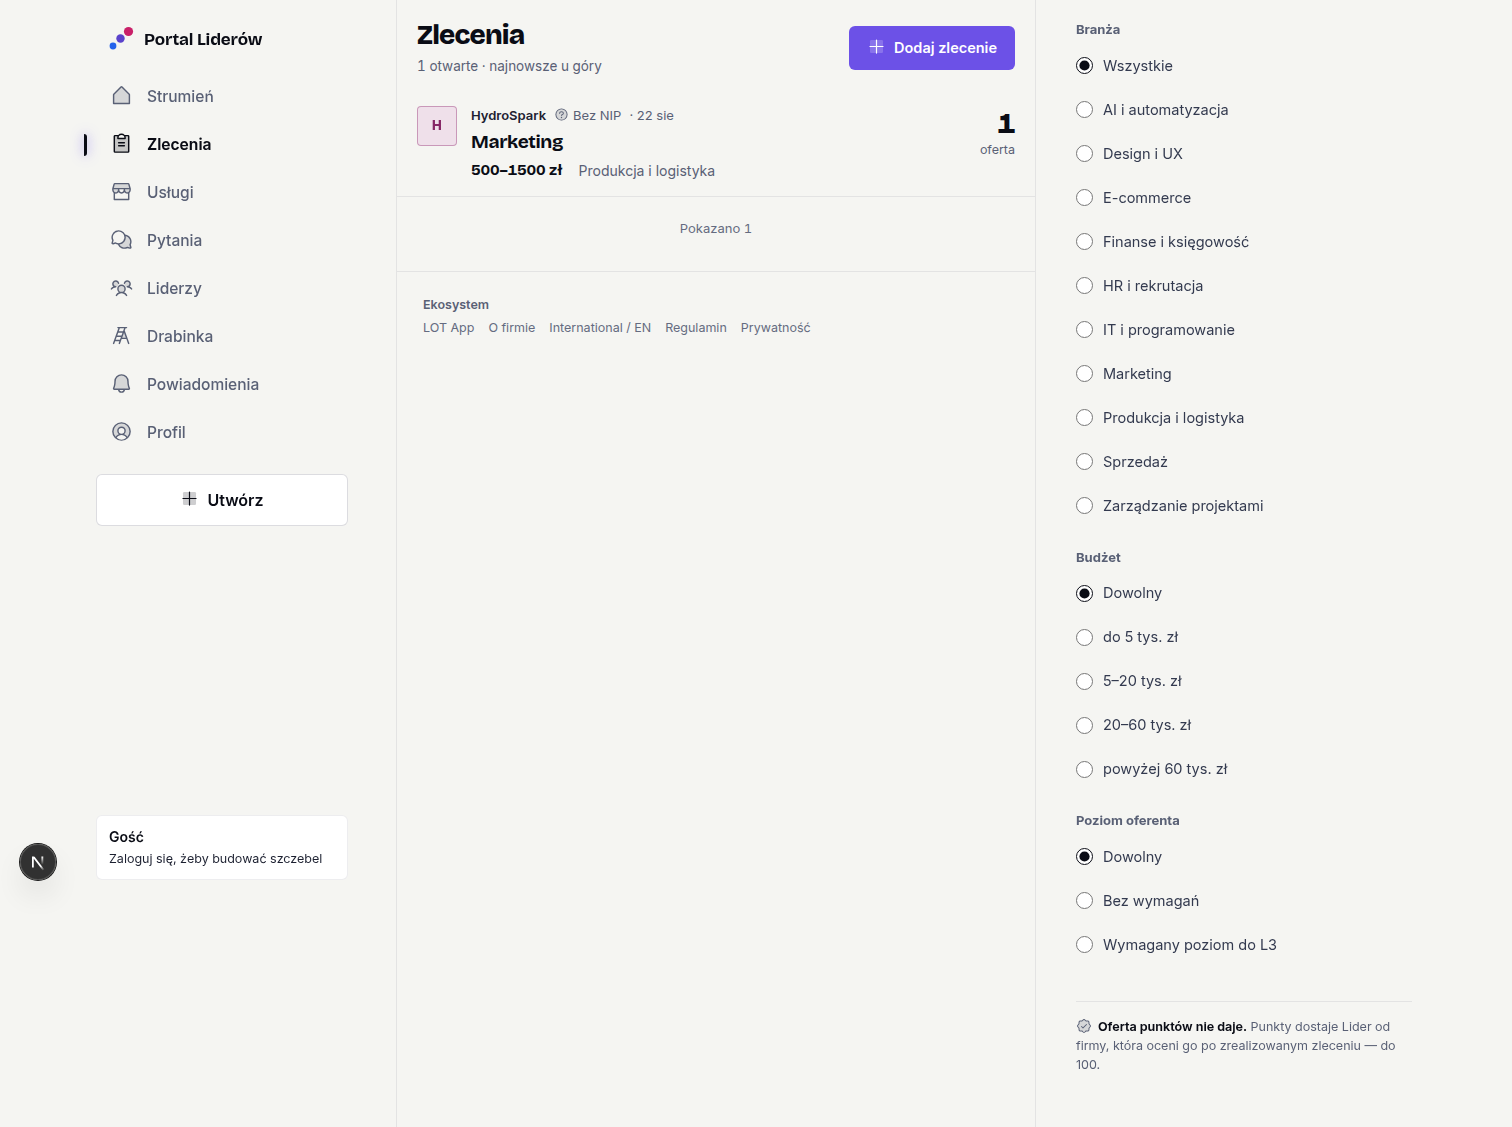 Portal Liderów
Strumień
Zlecenia
Usługi
Pytania
Liderzy
Drabinka
Powiadomienia
Profil
Utwórz
Gość
Zaloguj się, żeby budować szczebel
N
Zlecenia
1 otwarte · najnowsze u góry
Dodaj zlecenie
H
HydroSpark Bez NIP · 22 sie
Marketing
500–1500 zł Produkcja i logistyka
1
oferta
Pokazano 1
Ekosystem
LOT App O firmie International / EN Regulamin Prywatność
Branża
Wszystkie
AI i automatyzacja
Design i UX
E-commerce
Finanse i księgowość
HR i rekrutacja
IT i programowanie
Marketing
Produkcja i logistyka
Sprzedaż
Zarządzanie projektami
Budżet
Dowolny
do 5 tys. zł
5–20 tys. zł
20–60 tys. zł
powyżej 60 tys. zł
Poziom oferenta
Dowolny
Bez wymagań
Wymagany poziom do L3
Oferta punktów nie daje. Punkty dostaje Lider od
firmy, która oceni go po zrealizowanym zleceniu — do
100.